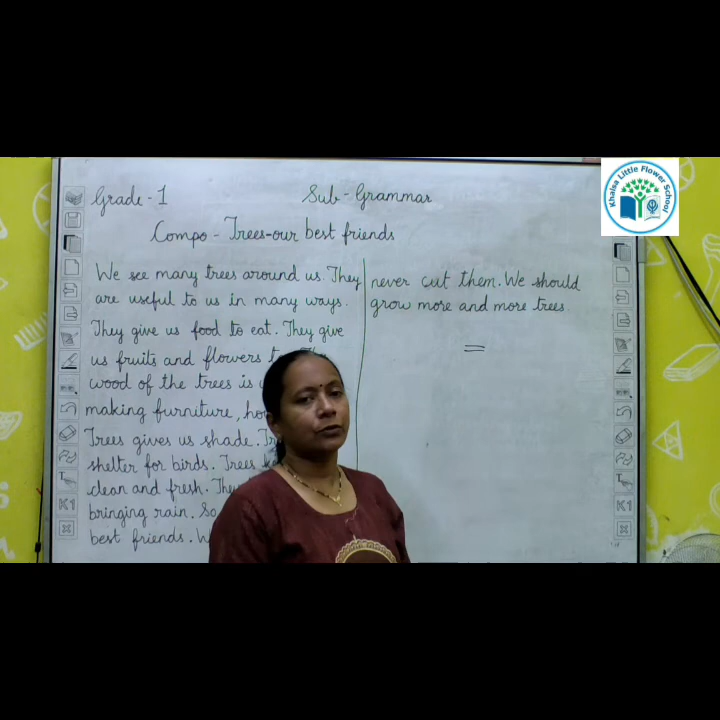 Grade - 1
Sub - Grammar
Compo - Trees - our best friends
We see many trees around us. They
are useful to us in many ways.
They give us food to eat. They give
us fruits and flowers
wood of the trees is
making furniture,
Trees gives us shade.
shelter for birds. Trees
clean and fresh.
bringing rain. So
best friends.
never cut them. We should
grow more and more trees.
Khalsa Little Flower School
K1
K1